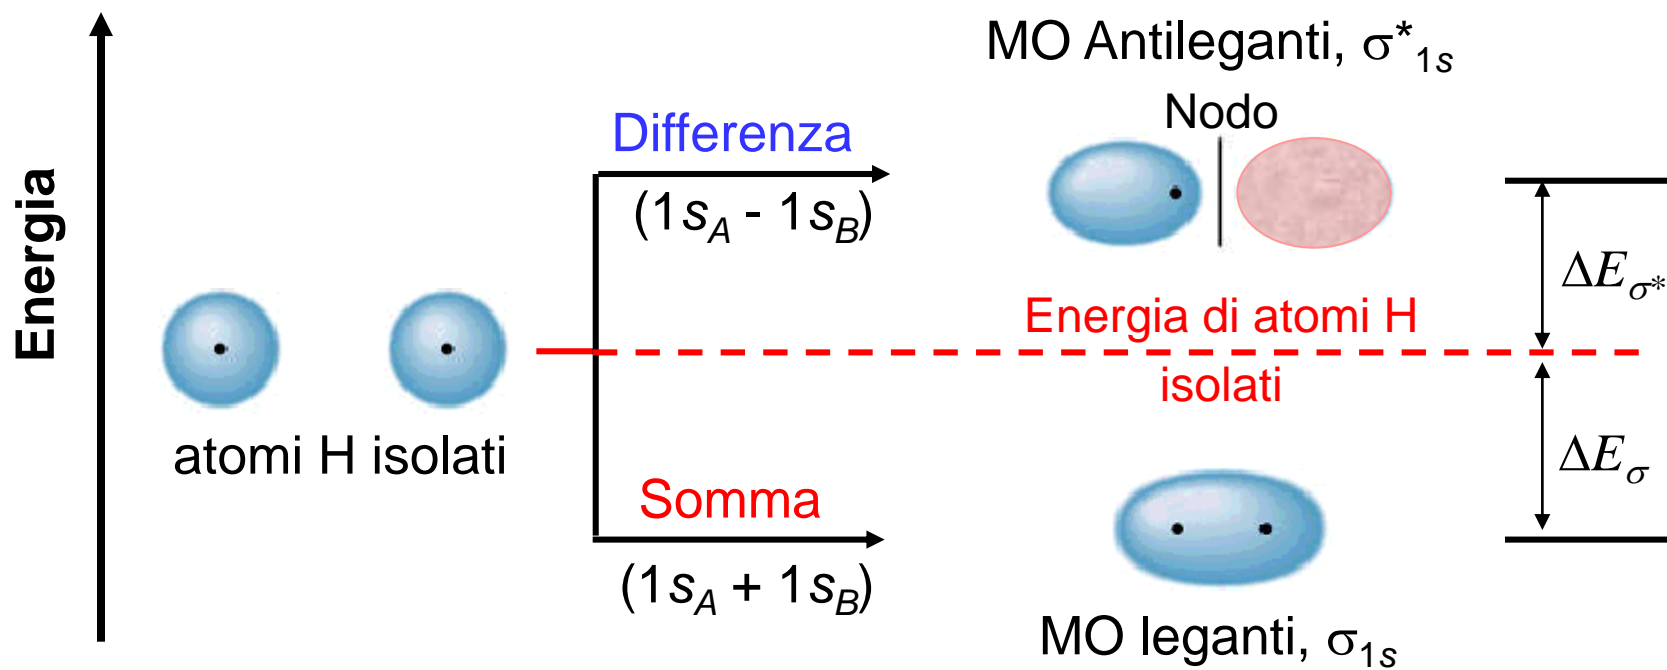 MO Antileganti, σ*1s
Nodo
Differenza
(1sA - 1sB)
Energia
ΔEσ*
Energia di atomi H
isolati
atomi H isolati
ΔEσ
Somma
(1sA + 1sB)
MO leganti, σ1s